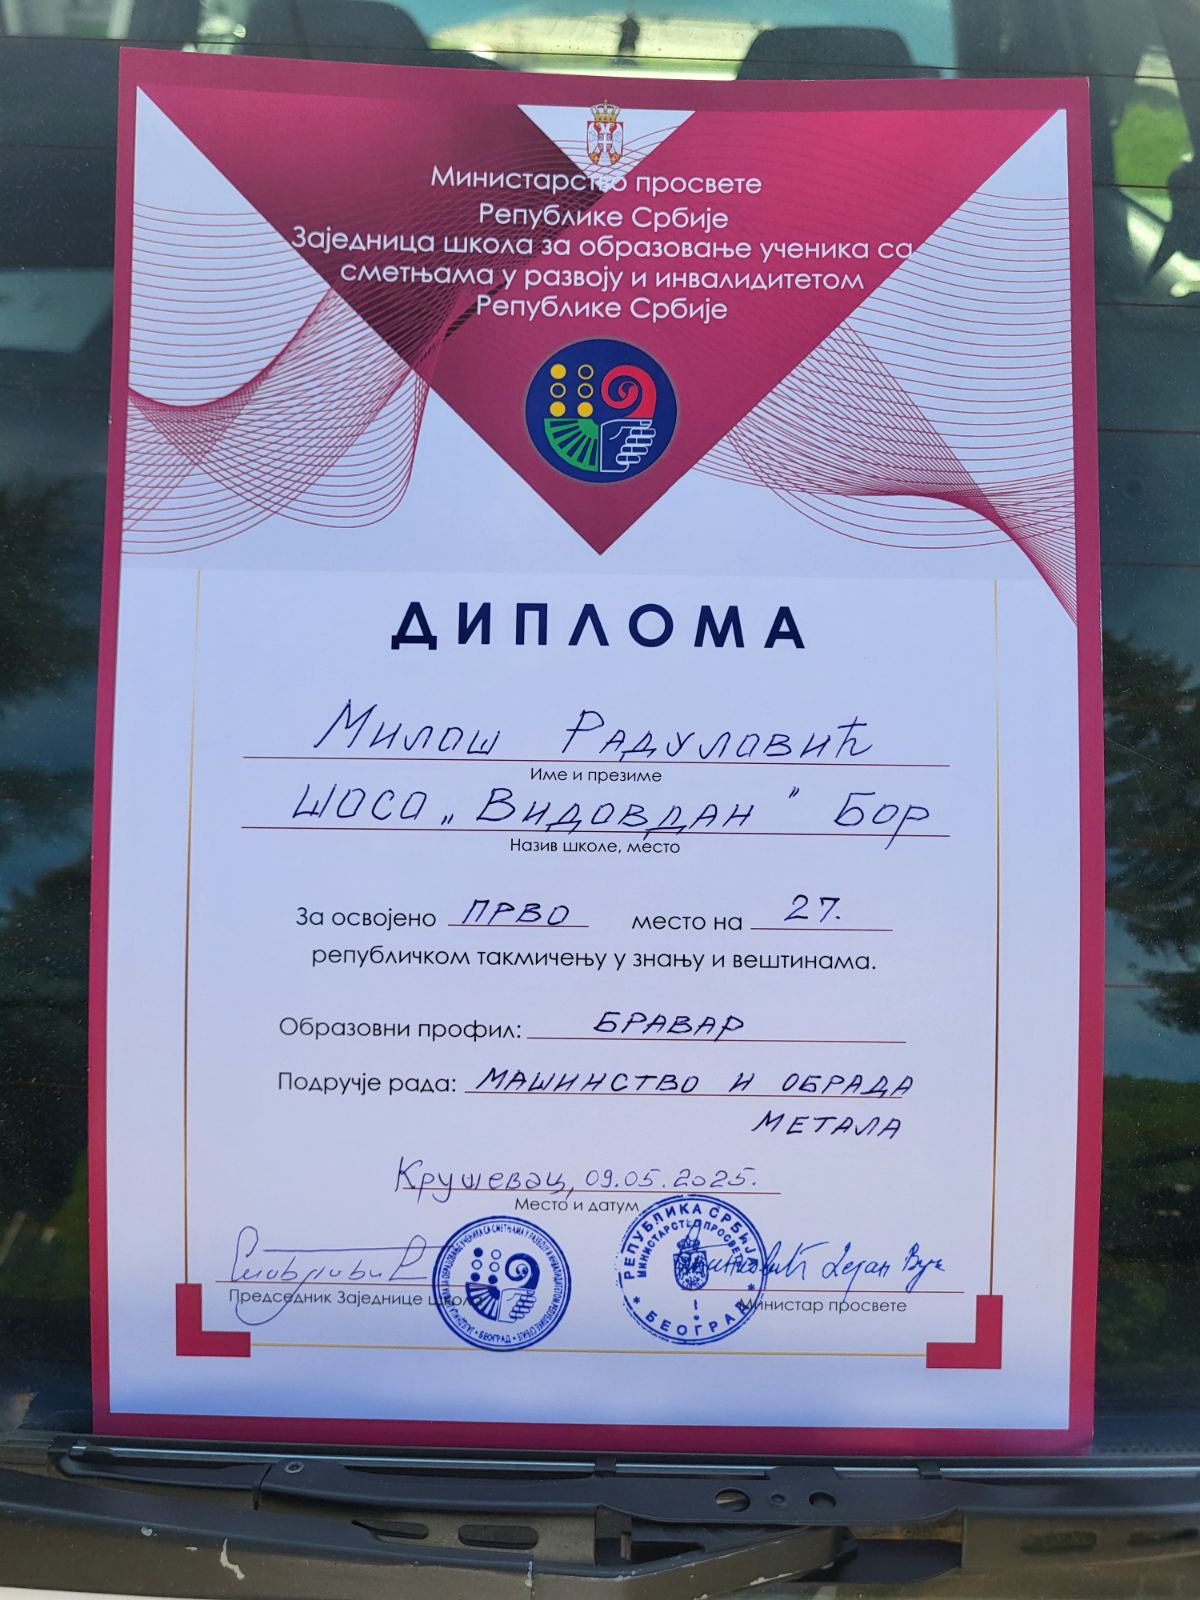 Министарство просвете
Републике Србије
Заједница школа за образовање ученика са
сметњама у развоју и инвалидитетом
Републике Србије
ДИПЛОМА
Милош Радуловић
Име и презиме
ШОСО „Видовдан" Бор
Назив школе, место
За освојено ПРВО место на 27.
републичком такмичењу у знању и вештинама.
Образовни профил: БРАВАР
Подручје рада: МАШИНСТВО И ОБРАДА
МЕТАЛА
Крушевац, 09.05.2025.
Место и датум
РЕПУБЛИКА СРБИЈА
МИНИСТАРСТВО ПРОСВЕТЕ
БЕОГРАД
БЕОГРАД
Председник Заједнице школа
Министар просвете